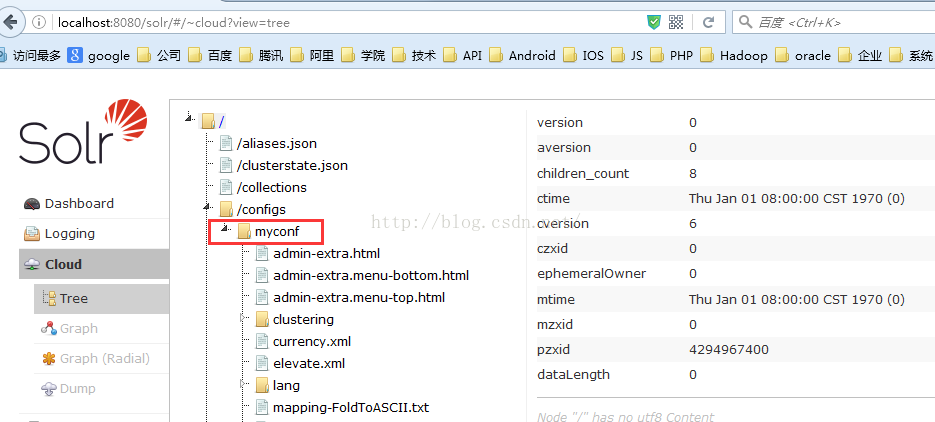 localhost:8080/solr/#/~cloud?view=tree
百度 <Ctrl+K>
访问最多 google 公司 百度 腾讯 阿里 学院 技术 API Android IOS JS PHP Hadoop oracle 企业 系统
Solr
Dashboard
Logging
Cloud
Tree
Graph
Graph (Radial)
Dump
/
/aliases.json
/clusterstate.json
/collections
/configs
myconf
admin-extra.html
admin-extra.menu-bottom.html
admin-extra.menu-top.html
clustering
currency.xml
elevate.xml
lang
mapping-FoldToASCII.txt
version 0
aversion 0
children_count 8
ctime Thu Jan 01 08:00:00 CST 1970 (0)
cversion 6
czxid 0
ephemeralOwner 0
mtime Thu Jan 01 08:00:00 CST 1970 (0)
mzxid 0
pzxid 4294967400
dataLength 0
Node "/" has no utf8 Content
http://blog.csdn.net/